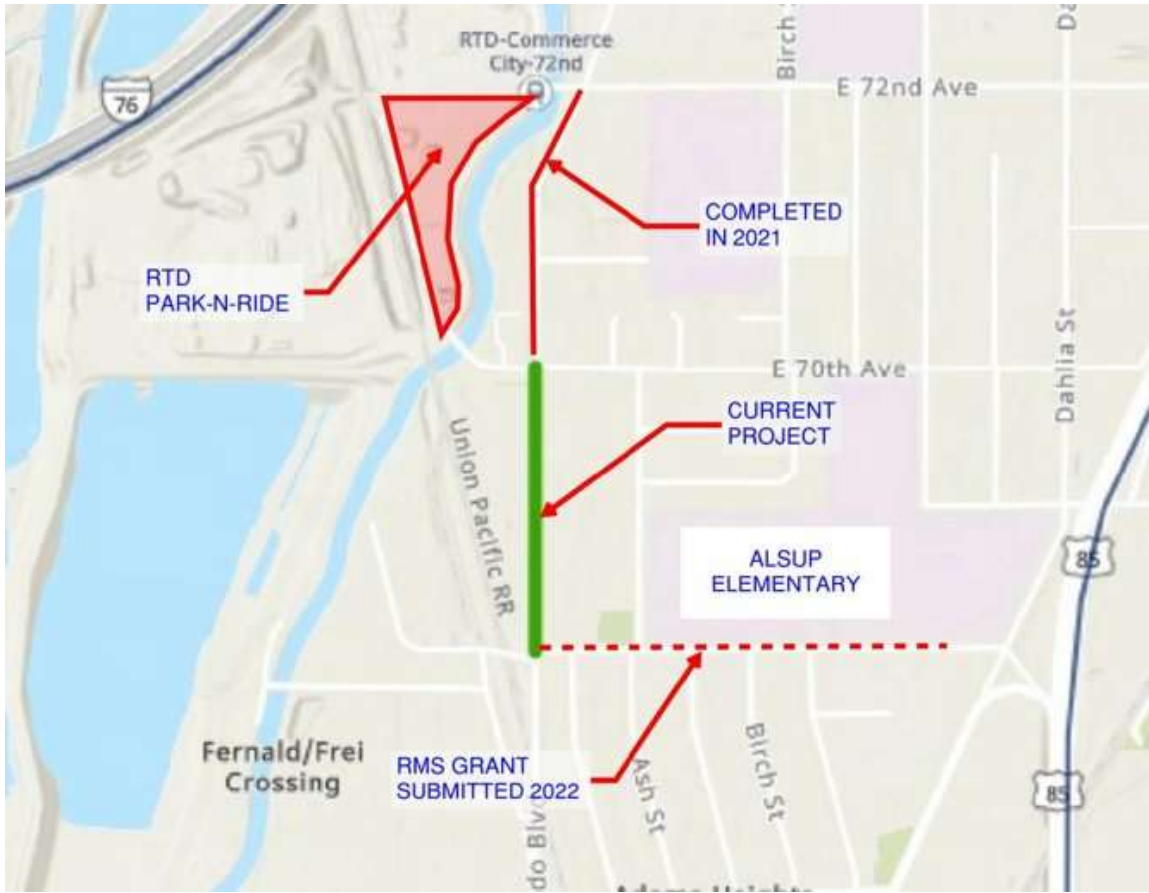 RTD-Commerce
City-72nd
Birch
76
E 72nd Ave
COMPLETED
IN 2021
RTD
PARK-N-RIDE
Dahlia St
E 70th Ave
CURRENT
PROJECT
Union Pacific RR
ALSUP
ELEMENTARY
85
Fernald/Frei
Crossing
RMS GRANT
SUBMITTED 2022
Ash St
Birch St
85